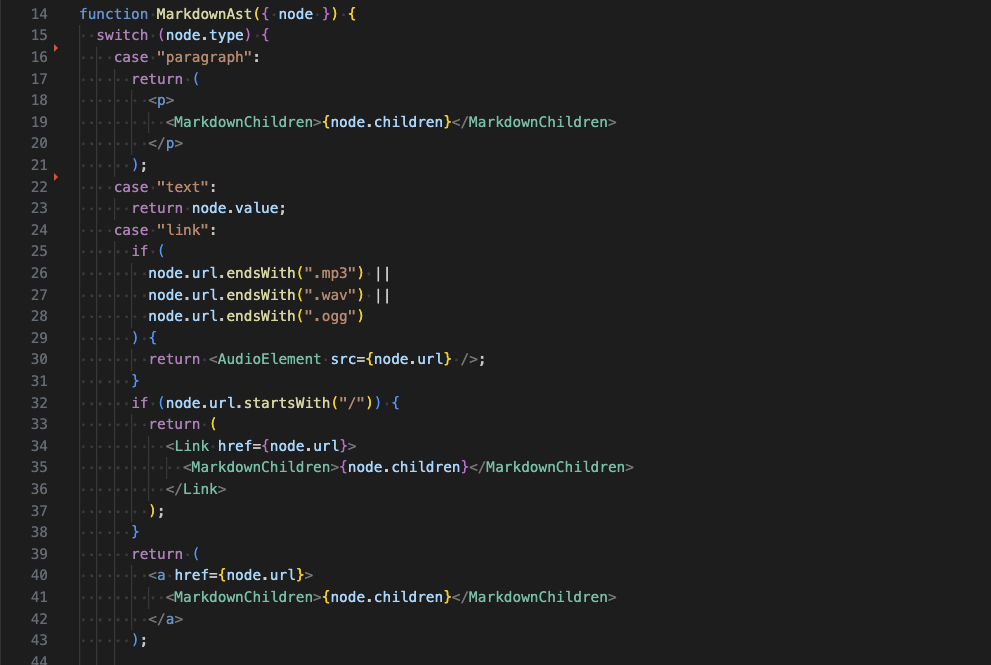 14 function MarkdownAst({ node }) {
15   switch (node.type) {
16     case "paragraph":
17       return (
18         <p>
19           <MarkdownChildren>{node.children}</MarkdownChildren>
20         </p>
21       );
22     case "text":
23       return node.value;
24     case "link":
25       if (
26         node.url.endsWith(".mp3") ||
27         node.url.endsWith(".wav") ||
28         node.url.endsWith(".ogg")
29       ) {
30         return <AudioElement src={node.url} />;
31       }
32       if (node.url.startsWith("/")) {
33         return (
34           <Link href={node.url}>
35             <MarkdownChildren>{node.children}</MarkdownChildren>
36           </Link>
37         );
38       }
39       return (
40         <a href={node.url}>
41           <MarkdownChildren>{node.children}</MarkdownChildren>
42         </a>
43       );
44